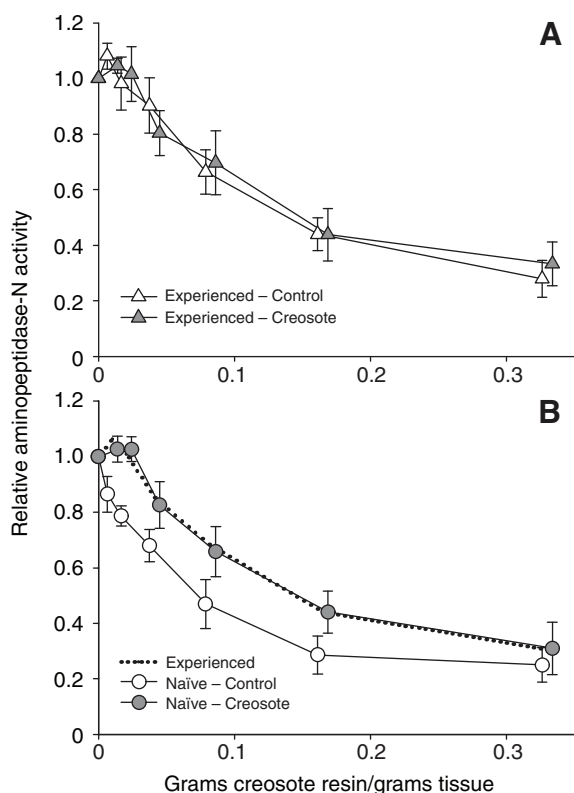 1.2
A
1.0
0.8
0.6
0.4
0.2
Experienced – Control
Experienced – Creosote
0
0
0.1
0.2
0.3
Relative aminopeptidase-N activity
1.2
B
1.0
0.8
0.6
0.4
0.2
Experienced
Naïve – Control
Naïve – Creosote
0
0
0.1
0.2
0.3
Grams creosote resin/grams tissue